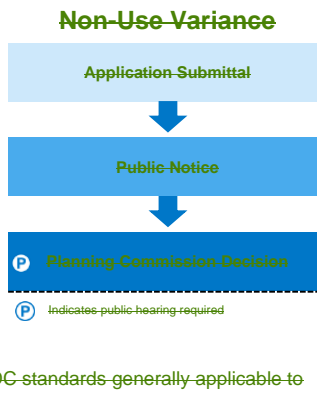 Non-Use Variance
Application Submittal
Public Notice
P Planning Commission Decision
P Indicates public hearing required
standards generally applicable to